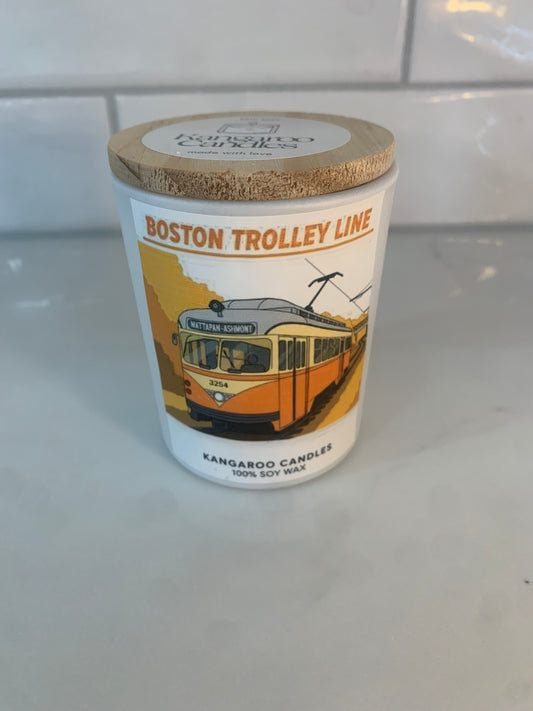 Kangaroo
Candles
made with love
BOSTON TROLLEY LINE
MATTAPAN-ASHMONT
3254
KANGAROO CANDLES
100% SOY WAX